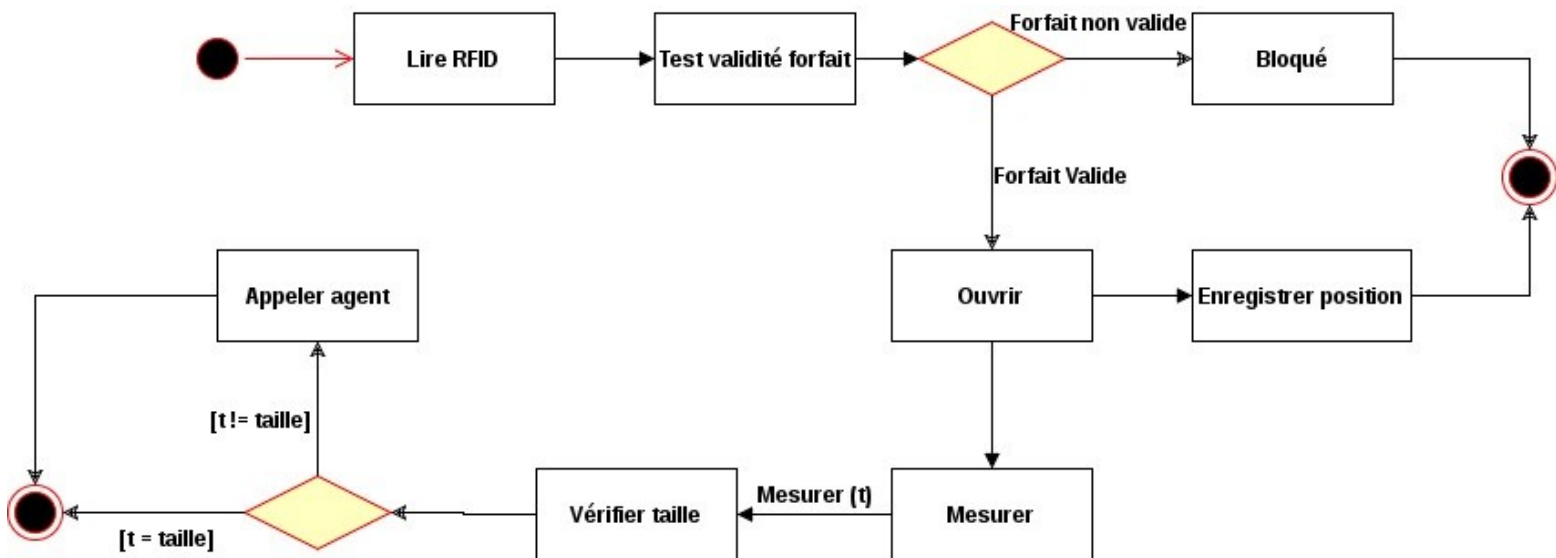 Forfait non valide
Lire RFID
Test validité forfait
Bloqué
Forfait Valide
Appeler agent
Ouvrir
Enregistrer position
[t != taille]
Mesurer (t)
Vérifier taille
Mesurer
[t = taille]